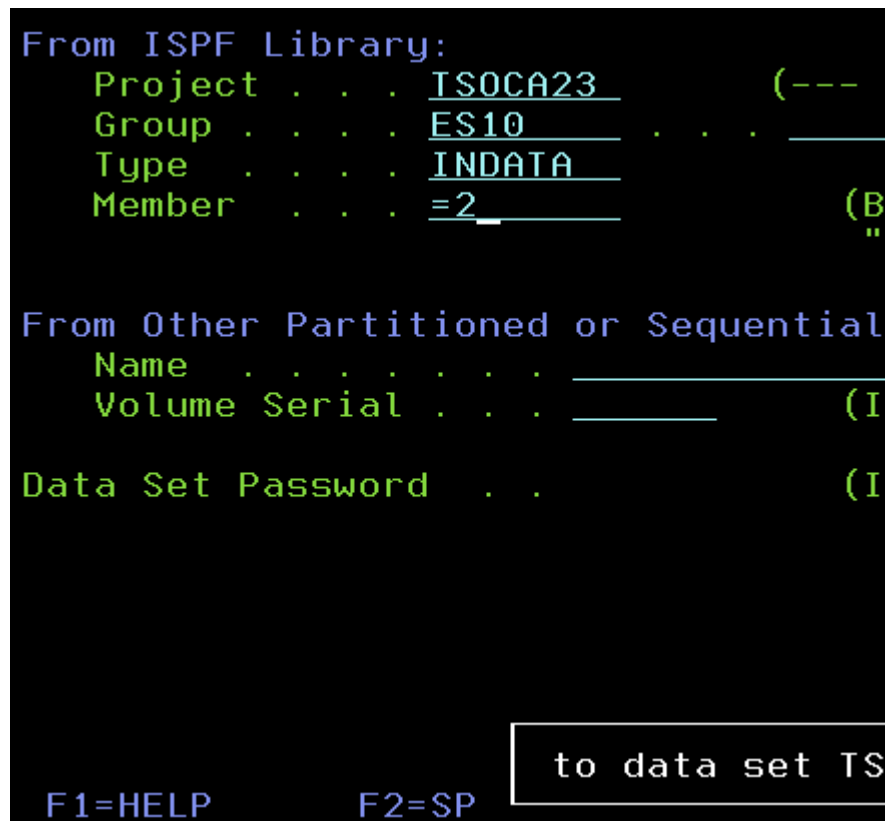 From ISPF Library:
Project . . . TSOCA23 (---
Group . . . . ES10 . . .
Type . . . . INDATA
Member . . . =2_ (B
"
From Other Partitioned or Sequential
Name . . . . . . .
Volume Serial . . . (I
Data Set Password . . (I
to data set TS
F1=HELP F2=SP